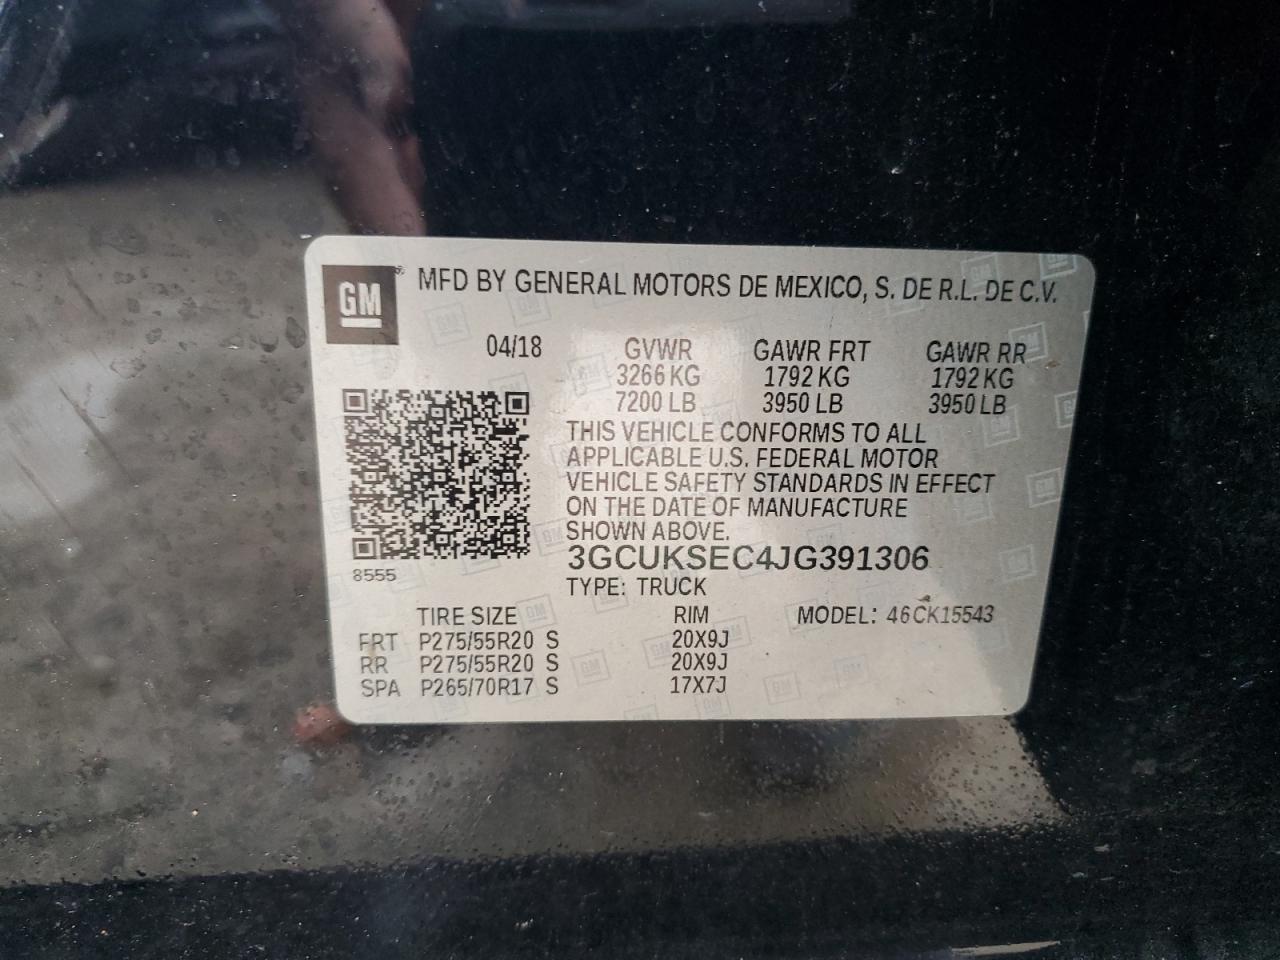 GM® MFD BY GENERAL MOTORS DE MEXICO, S. DE R.L. DE C.V.
04/18 GVWR GAWR FRT GAWR RR
3266 KG 1792 KG 1792 KG
7200 LB 3950 LB 3950 LB
THIS VEHICLE CONFORMS TO ALL
APPLICABLE U.S. FEDERAL MOTOR
VEHICLE SAFETY STANDARDS IN EFFECT
ON THE DATE OF MANUFACTURE
SHOWN ABOVE.
3GCUKSEC4JG391306
8555
TYPE: TRUCK
TIRE SIZE RIM MODEL: 46CK15543
FRT P275/55R20 S 20X9J
RR P275/55R20 S 20X9J
SPA P265/70R17 S 17X7J